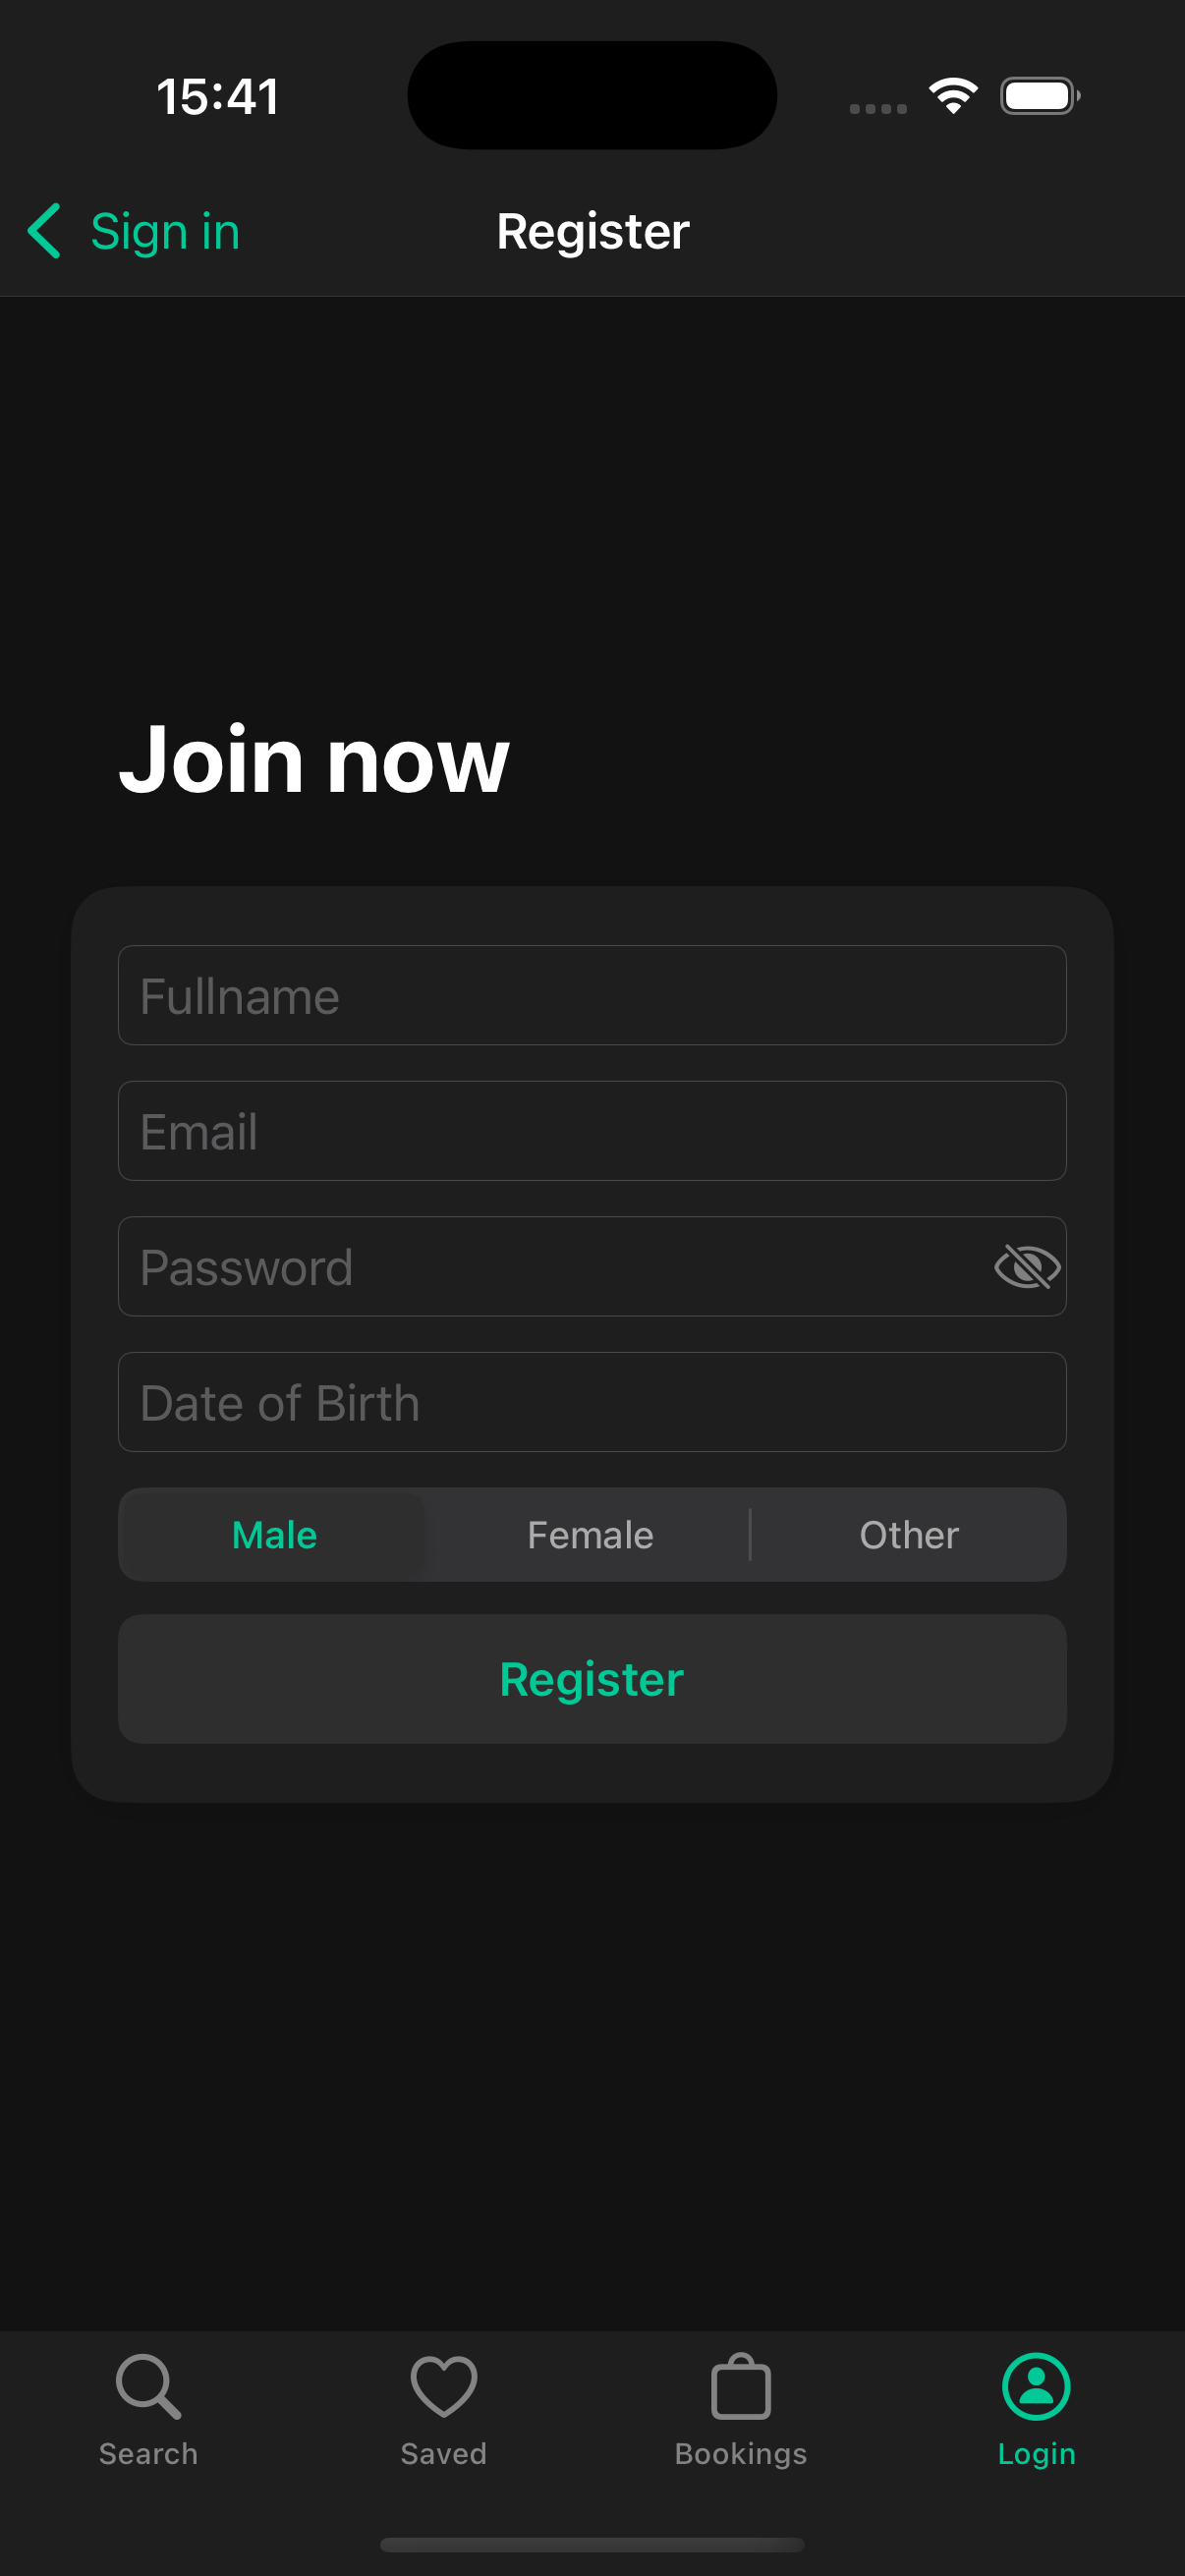 15:41
Sign in
Register
Join now
Fullname
Email
Password
Date of Birth
Male Female Other
Register
Search Saved Bookings Login